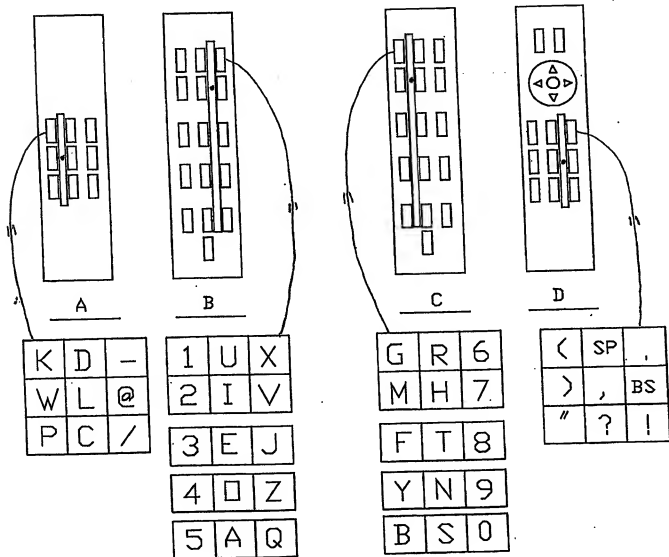 A B C D
K D –
W L @
P C /
1 U X
2 I V
3 E J
4 O Z
5 A Q
G R 6
M H 7
F T 8
Y N 9
B S 0
( SP .
) , BS
" ? !